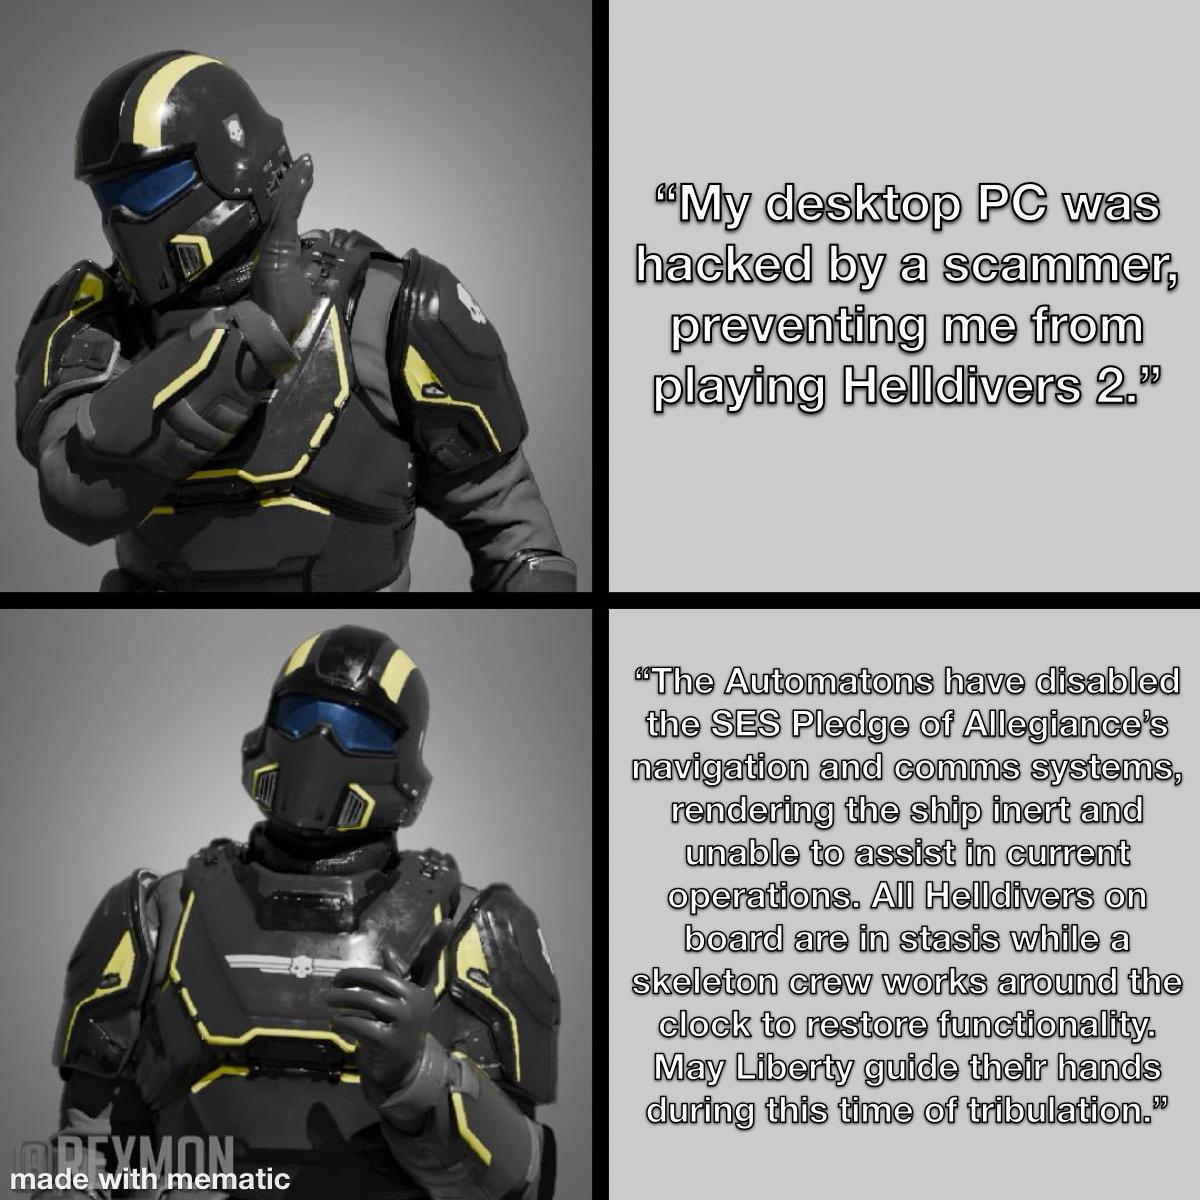 “My desktop PC was
hacked by a scammer,
preventing me from
playing Helldivers 2.”
“The Automatons have disabled
the SES Pledge of Allegiance’s
navigation and comms systems,
rendering the ship inert and
unable to assist in current
operations. All Helldivers on
board are in stasis while a
skeleton crew works around the
clock to restore functionality.
May Liberty guide their hands
during this time of tribulation.”
@REYMON
made with mematic